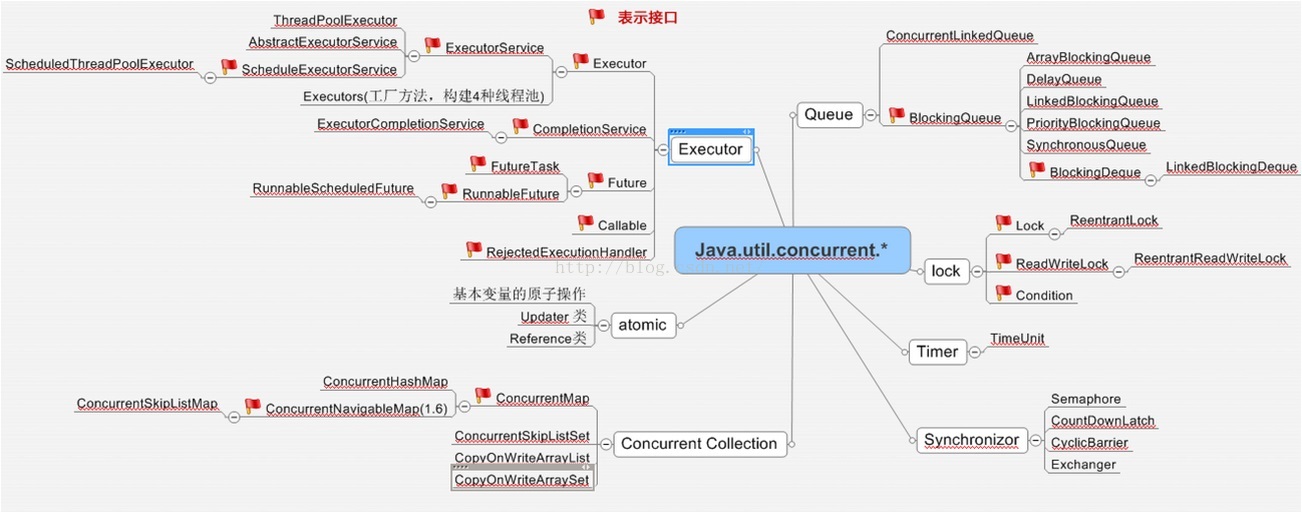 表示接口
ThreadPoolExecutor
AbstractExecutorService
ScheduledThreadPoolExecutor
ScheduleExecutorService
ExecutorService
Executors(工厂方法，构建4种线程池)
Executor
ExecutorCompletionService
CompletionService
FutureTask
RunnableScheduledFuture
RunnableFuture
Future
Callable
RejectedExecutionHandler
Executor
Java.util.concurrent.*
http://blog.
基本变量的原子操作
Updater 类
Reference类
atomic
ConcurrentHashMap
ConcurrentSkipListMap
ConcurrentNavigableMap(1.6)
ConcurrentMap
ConcurrentSkipListSet
CopyOnWriteArrayList
CopyOnWriteArraySet
Concurrent Collection
Queue
ConcurrentLinkedQueue
BlockingQueue
ArrayBlockingQueue
DelayQueue
LinkedBlockingQueue
PriorityBlockingQueue
SynchronousQueue
BlockingDeque
LinkedBlockingDeque
lock
Lock
ReentrantLock
ReadWriteLock
ReentrantReadWriteLock
Condition
Timer
TimeUnit
Synchronizor
Semaphore
CountDownLatch
CyclicBarrier
Exchanger